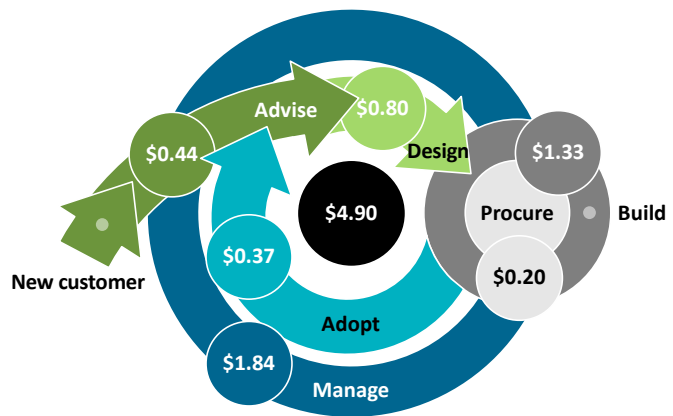 Advise
$0.80
$0.44
Design
$1.33
$4.90
Procure
Build
New customer
$0.37
$0.20
Adopt
$1.84
Manage